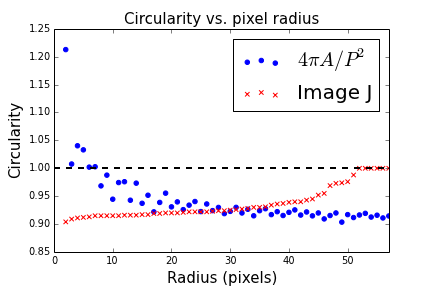 Circularity vs. pixel radius
1.25
1.20
1.15
1.10
1.05
1.00
0.95
0.90
0.85
Circularity
4πA/P²
Image J
0 10 20 30 40 50
Radius (pixels)